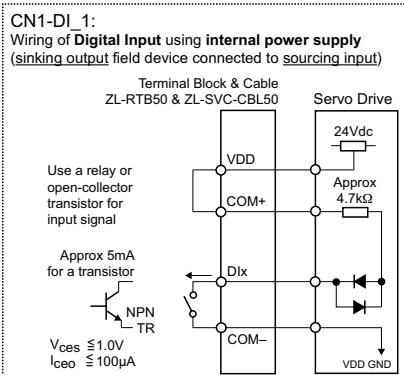 CN1-DI_1:
Wiring of Digital Input using internal power supply
(sinking output field device connected to sourcing input)
Terminal Block & Cable
ZL-RTB50 & ZL-SVC-CBL50
Servo Drive
24Vdc
VDD
Use a relay or
open-collector
transistor for
input signal
COM+
Approx
4.7kΩ
Approx 5mA
for a transistor
DIx
NPN
TR
COM–
Vces ≦1.0V
Iceo ≦100µA
VDD GND